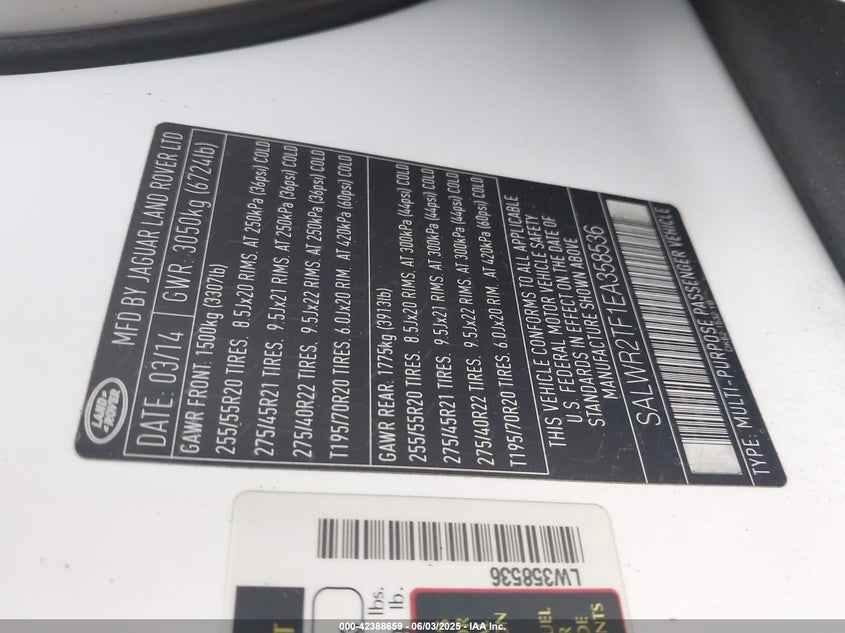 LAND
ROVER
MFD BY JAGUAR LAND ROVER LTD
DATE: 03/14
GWR 3050kg (6724lb)
GAWR FRONT: 1500kg (3307lb)
255/55R20 TIRES. 8.5Jx20 RIMS. AT 250kPa (36psi) COLD
275/45R21 TIRES. 9.5Jx21 RIMS. AT 250kPa (36psi) COLD
275/40R22 TIRES. 9.5Jx22 RIMS. AT 250kPa (36psi) COLD
T195/70R20 TIRES. 6.0Jx20 RIM. AT 420kPa (60psi) COLD
GAWR REAR: 1775kg (3913lb)
255/55R20 TIRES. 8.5Jx20 RIMS. AT 300kPa (44psi) COLD
275/45R21 TIRES. 9.5Jx21 RIMS. AT 300kPa (44psi) COLD
275/40R22 TIRES. 9.5Jx22 RIMS. AT 300kPa (44psi) COLD
T195/70R20 TIRES. 6.0Jx20 RIM. AT 420kPa (60psi) COLD
THIS VEHICLE CONFORMS TO ALL APPLICABLE
U.S. FEDERAL MOTOR VEHICLE SAFETY
STANDARDS IN EFFECT ON THE DATE OF
MANUFACTURE SHOWN ABOVE
SALWR2TF1EA358536
TYPE: MULTI-PURPOSE PASSENGER VEHICLE
LW358536
lbs.
lb.
UEL
000-42388659 - 06/03/2025 - IAA Inc.